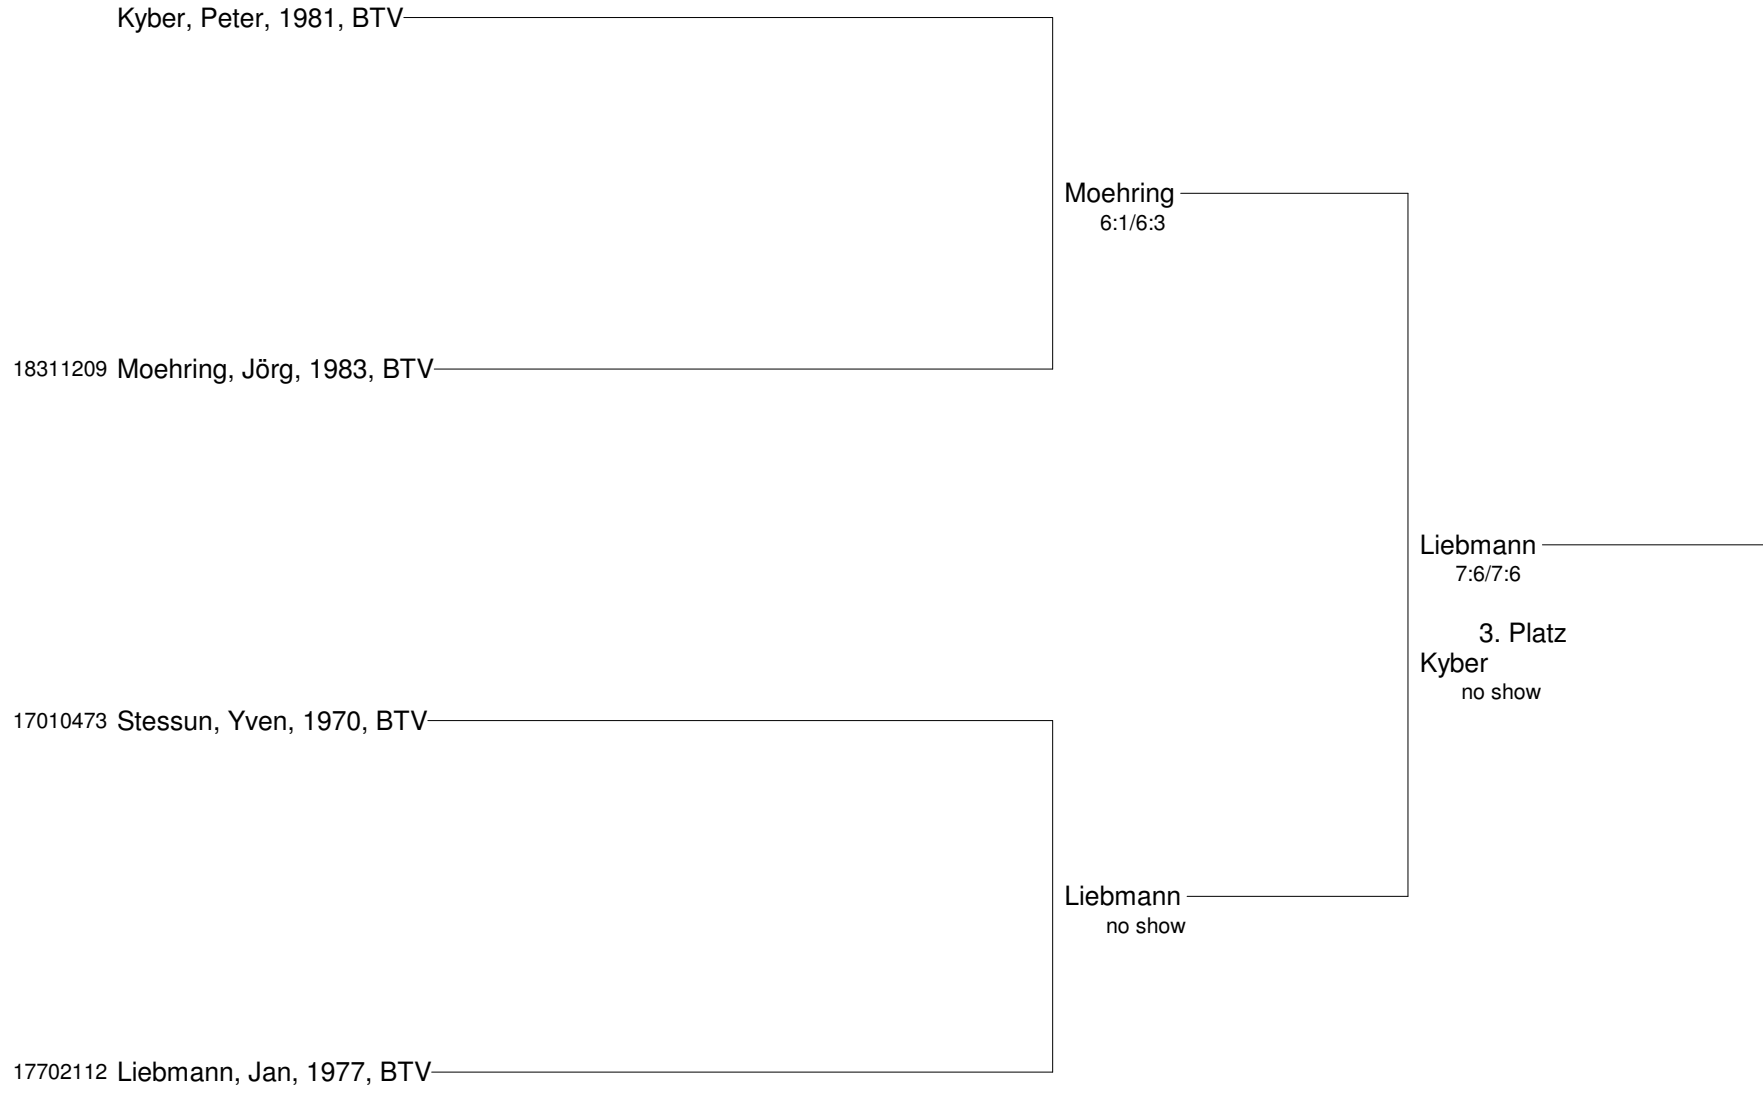 Kyber, Peter, 1981, BTV
Moehring
6:1/6:3
18311209 Moehring, Jörg, 1983, BTV
Liebmann
7:6/7:6
3. Platz
Kyber
no show
17010473 Stessun, Yven, 1970, BTV
Liebmann
no show
17702112 Liebmann, Jan, 1977, BTV